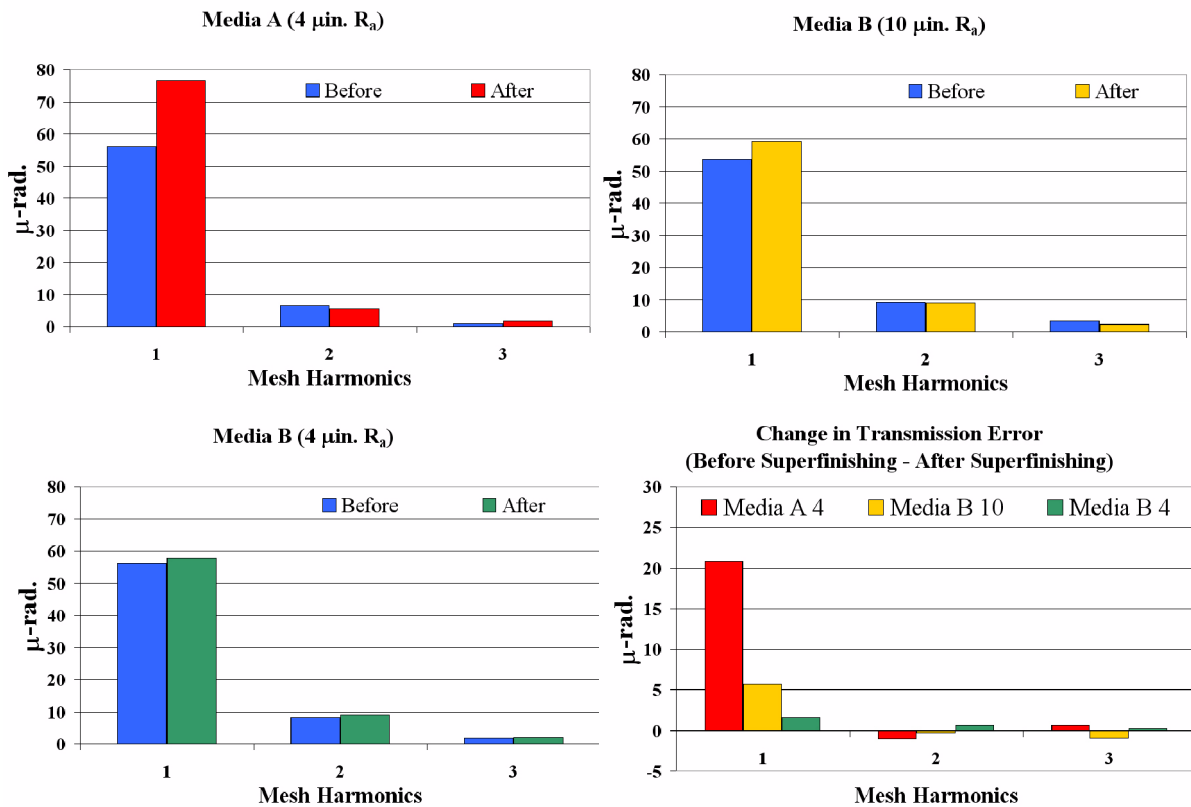 Media A (4 μin. Ra)
80
70
60
50
40
30
20
10
0
μ-rad.
Before
After
1
2
3
Mesh Harmonics
Media B (10 μin. Ra)
80
70
60
50
40
30
20
10
0
μ-rad.
Before
After
1
2
3
Mesh Harmonics
Media B (4 μin. Ra)
80
70
60
50
40
30
20
10
0
μ-rad.
Before
After
1
2
3
Mesh Harmonics
Change in Transmission Error
(Before Superfinishing - After Superfinishing)
30
25
20
15
10
5
0
-5
μ-rad.
Media A 4
Media B 10
Media B 4
1
2
3
Mesh Harmonics